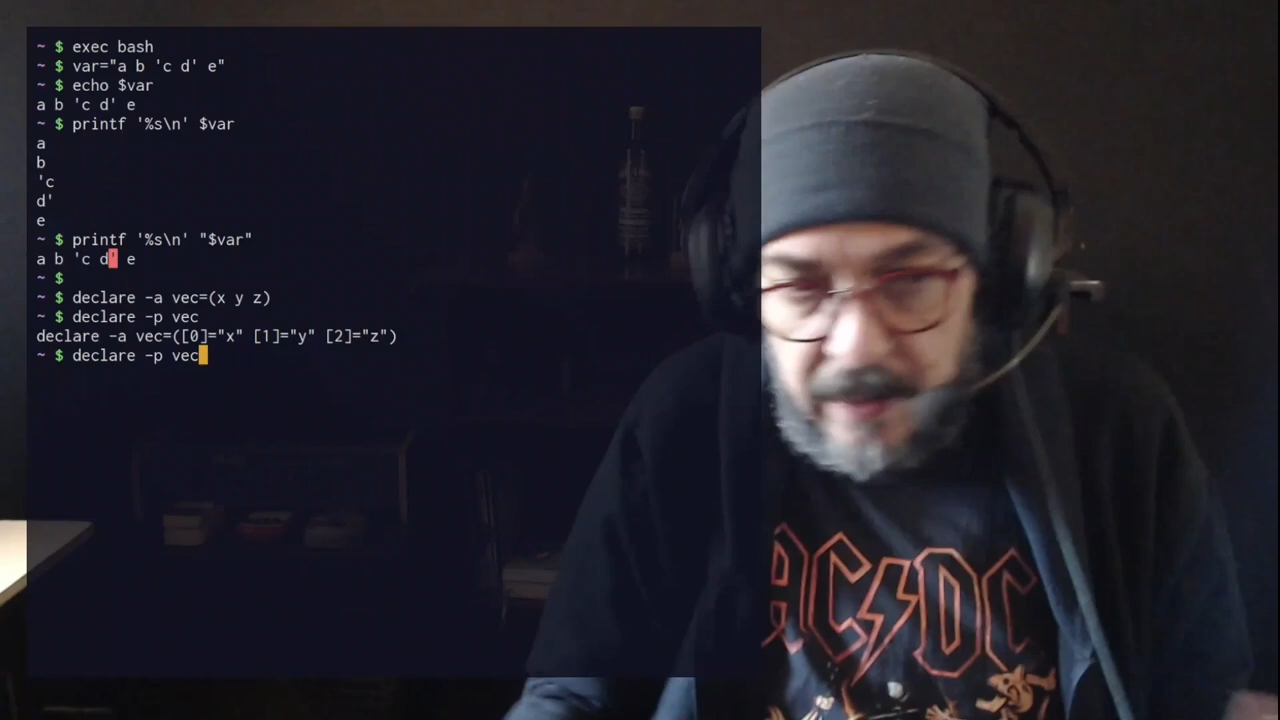 ~ $ exec bash
~ $ var="a b 'c d' e"
~ $ echo $var
a b 'c d' e
~ $ printf '%s\n' $var
a
b
'c
d'
e
~ $ printf '%s\n' "$var"
a b 'c d' e
~ $
~ $ declare -a vec=(x y z)
~ $ declare -p vec
declare -a vec=([0]="x" [1]="y" [2]="z")
~ $ declare -p vec
AC⚡DC